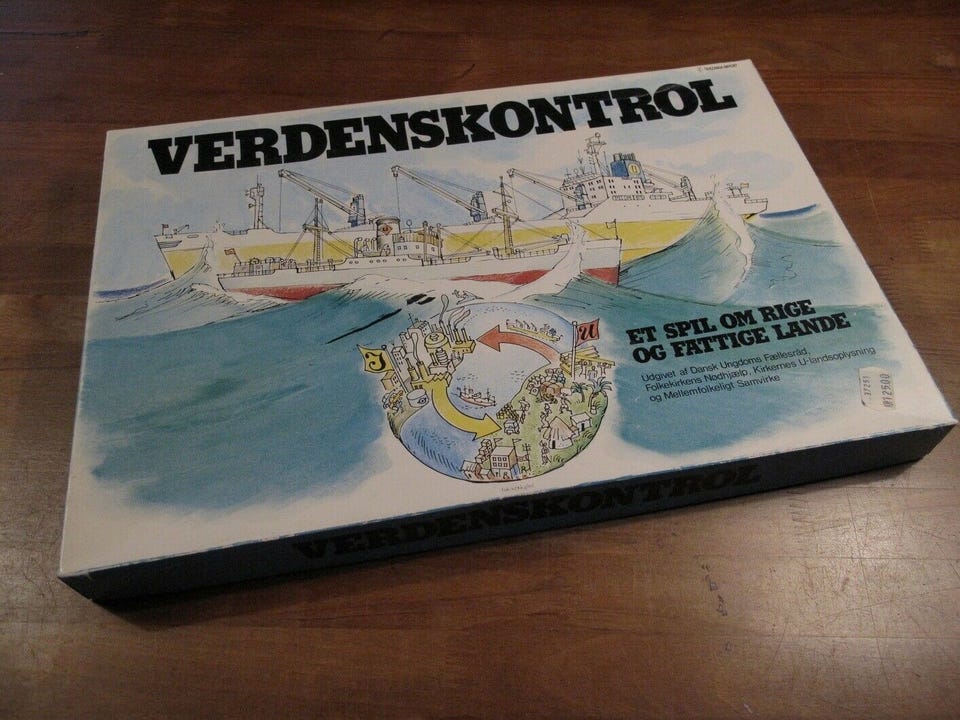 VERDENSKONTROL
ET SPIL OM RIGE
OG FATTIGE LANDE
Udgivet af Dansk Ungdoms Fællesråd,
Folkekirkens Nødhjælp, Kirkernes U-landsoplysning
og Mellemfolkeligt Samvirke
I
U
12500
VERDENSKONTROL